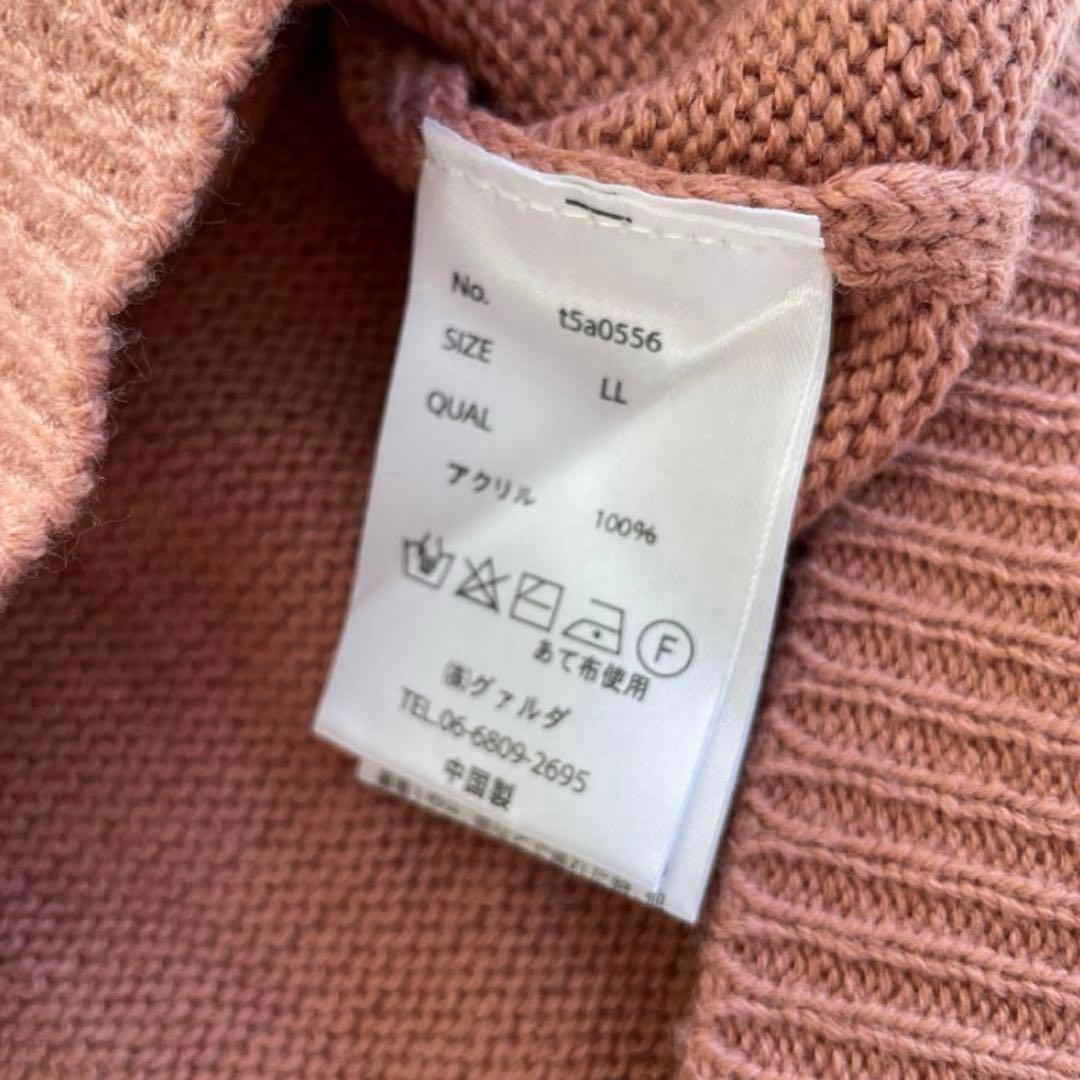 No. t5a0556
SIZE LL
QUAL
アクリル 100%
F
あて布使用
㈱グァルダ
TEL.06-6809-2695
中国製